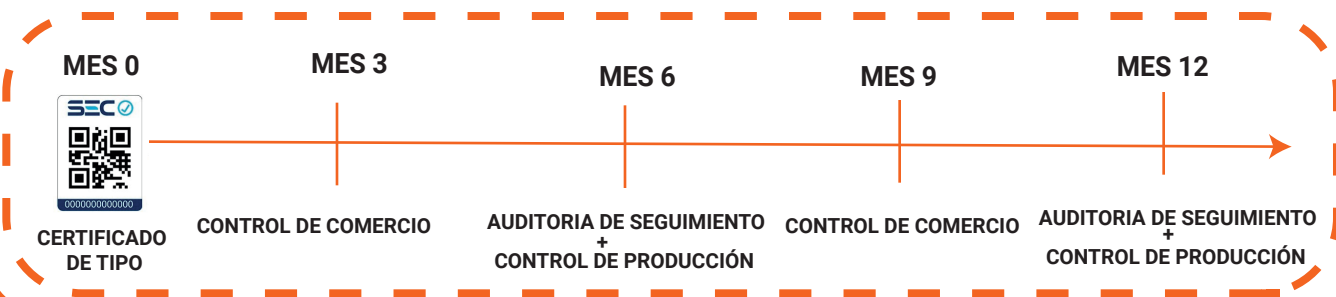 MES 0
MES 3
MES 6
MES 9
MES 12
SEC
0000000000000
CERTIFICADO
DE TIPO
CONTROL DE COMERCIO
AUDITORIA DE SEGUIMIENTO
+
CONTROL DE PRODUCCIÓN
CONTROL DE COMERCIO
AUDITORIA DE SEGUIMIENTO
+
CONTROL DE PRODUCCIÓN